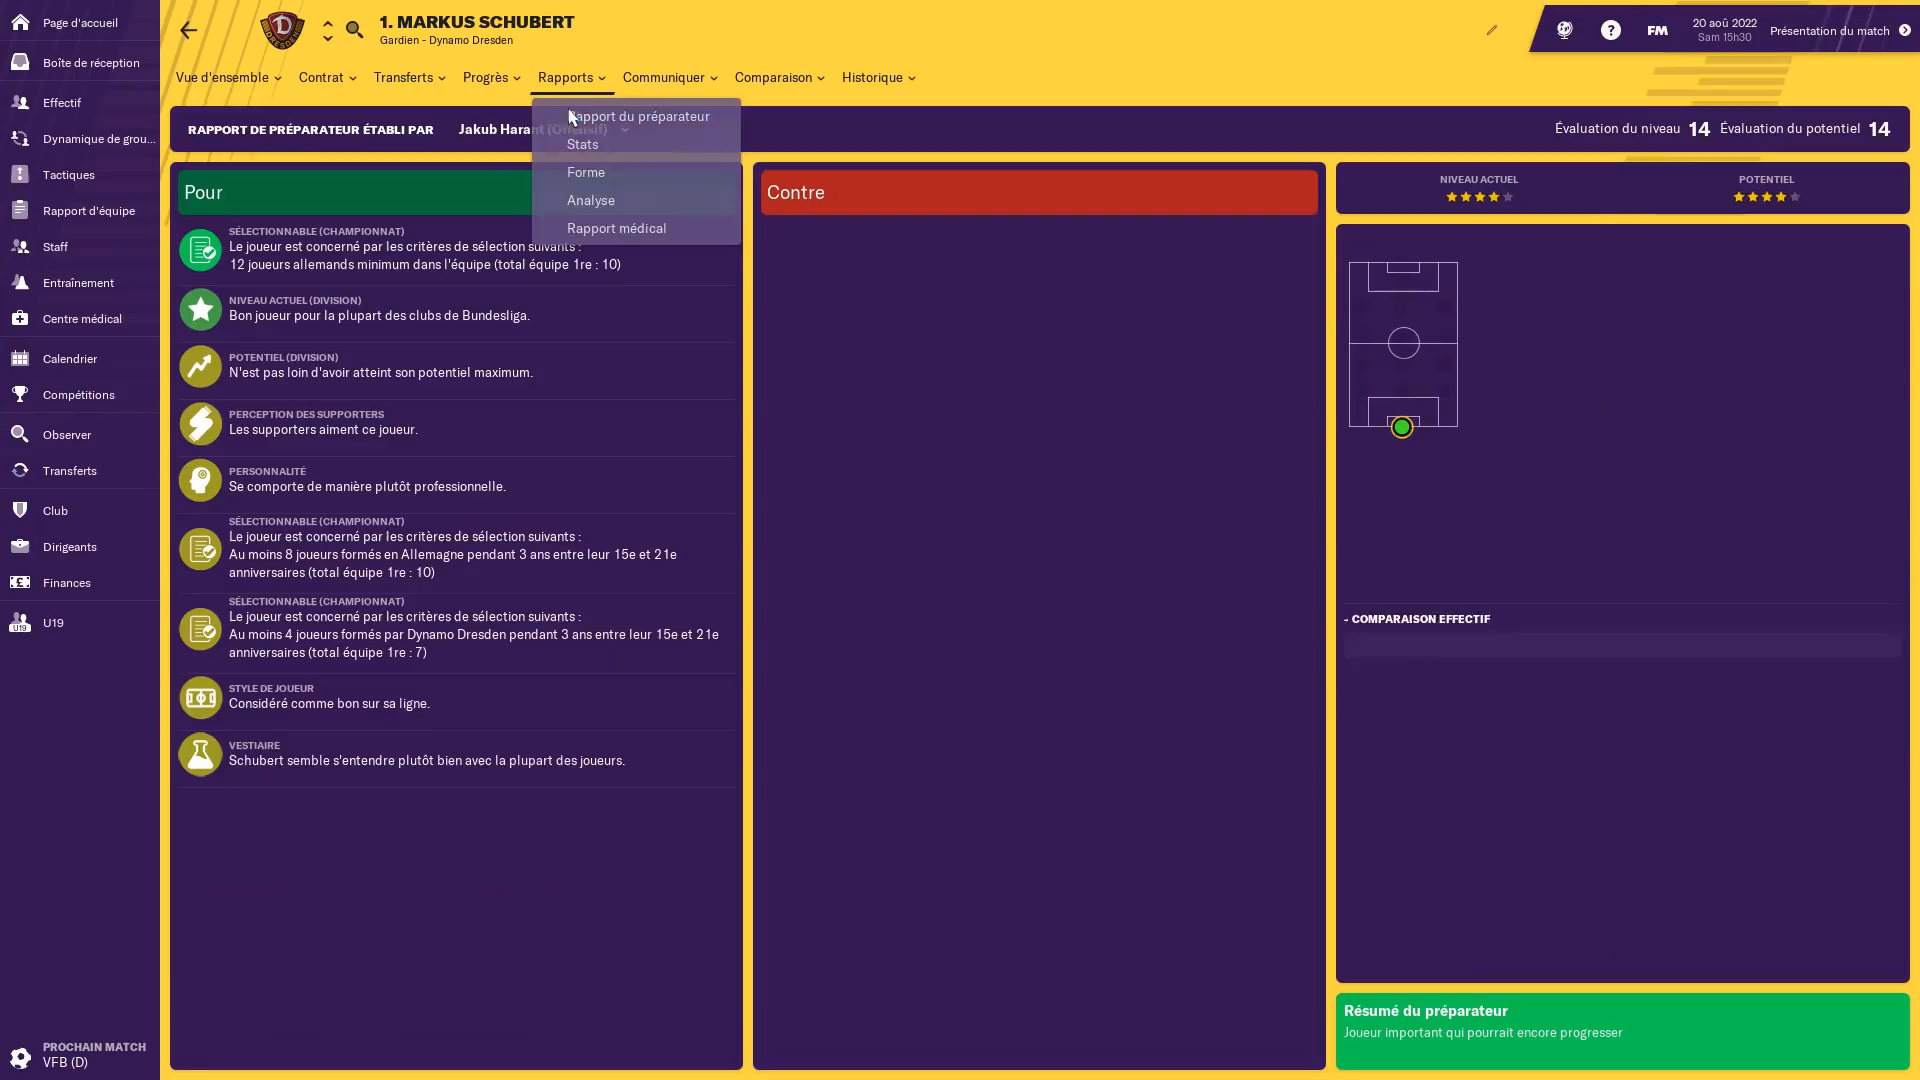 Page d'accueil
Boîte de réception
Effectif
Dynamique de grou...
Tactiques
Rapport d'équipe
Staff
Entraînement
Centre médical
Calendrier
Compétitions
Observer
Transferts
Club
Dirigeants
Finances
U19
U19
PROCHAIN MATCH
VFB (D)
1. MARKUS SCHUBERT
Gardien - Dynamo Dresden
FM
20 aoû 2022
Sam 15h30
Présentation du match
Vue d'ensemble
Contrat
Transferts
Progrès
Rapports
Communiquer
Comparaison
Historique
RAPPORT DE PRÉPARATEUR ÉTABLI PAR
Jakub Harant (Offensif)
Rapport du préparateur
Stats
Forme
Analyse
Rapport médical
Évaluation du niveau 14 Évaluation du potentiel 14
Pour
SÉLECTIONNABLE (CHAMPIONNAT)
Le joueur est concerné par les critères de sélection suivants :
12 joueurs allemands minimum dans l'équipe (total équipe 1re : 10)
NIVEAU ACTUEL (DIVISION)
Bon joueur pour la plupart des clubs de Bundesliga.
POTENTIEL (DIVISION)
N'est pas loin d'avoir atteint son potentiel maximum.
PERCEPTION DES SUPPORTERS
Les supporters aiment ce joueur.
PERSONNALITÉ
Se comporte de manière plutôt professionnelle.
SÉLECTIONNABLE (CHAMPIONNAT)
Le joueur est concerné par les critères de sélection suivants :
Au moins 8 joueurs formés en Allemagne pendant 3 ans entre leur 15e et 21e
anniversaires (total équipe 1re : 10)
SÉLECTIONNABLE (CHAMPIONNAT)
Le joueur est concerné par les critères de sélection suivants :
Au moins 4 joueurs formés par Dynamo Dresden pendant 3 ans entre leur 15e et 21e
anniversaires (total équipe 1re : 7)
STYLE DE JOUEUR
Considéré comme bon sur sa ligne.
VESTIAIRE
Schubert semble s'entendre plutôt bien avec la plupart des joueurs.
Contre
NIVEAU ACTUEL
POTENTIEL
- COMPARAISON EFFECTIF
Résumé du préparateur
Joueur important qui pourrait encore progresser